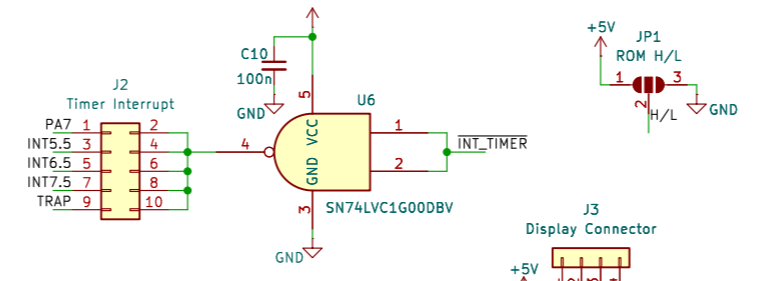 +5V
JP1
ROM H/L
1
3
2
GND
H/L
C10
100n
GND
5
U6
VCC
GND
1
2
4
3
SN74LVC1G00DBV
GND
INT_TIMER
J2
Timer Interrupt
PA7 1 2
INT5.5 3 4
INT6.5 5 6
INT7.5 7 8
TRAP 9 10
J3
Display Connector
+5V